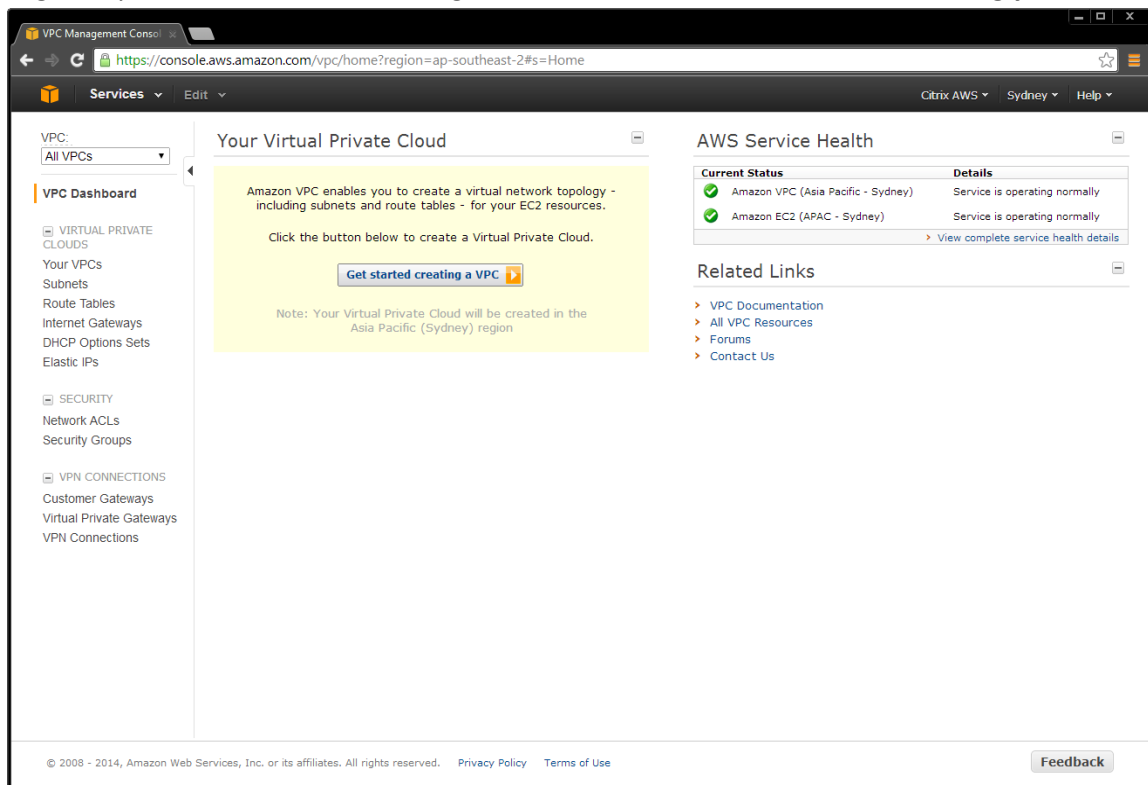 VPC Management Consol
https://console.aws.amazon.com/vpc/home?region=ap-southeast-2#s=Home
Services Edit Citrix AWS Sydney Help
VPC:
All VPCs
VPC Dashboard
VIRTUAL PRIVATE
CLOUDS
Your VPCs
Subnets
Route Tables
Internet Gateways
DHCP Options Sets
Elastic IPs
SECURITY
Network ACLs
Security Groups
VPN CONNECTIONS
Customer Gateways
Virtual Private Gateways
VPN Connections
Your Virtual Private Cloud
Amazon VPC enables you to create a virtual network topology -
including subnets and route tables - for your EC2 resources.
Click the button below to create a Virtual Private Cloud.
Get started creating a VPC
Note: Your Virtual Private Cloud will be created in the
Asia Pacific (Sydney) region
AWS Service Health
Current Status Details
Amazon VPC (Asia Pacific - Sydney) Service is operating normally
Amazon EC2 (APAC - Sydney) Service is operating normally
View complete service health details
Related Links
VPC Documentation
All VPC Resources
Forums
Contact Us
© 2008 - 2014, Amazon Web Services, Inc. or its affiliates. All rights reserved. Privacy Policy Terms of Use
Feedback